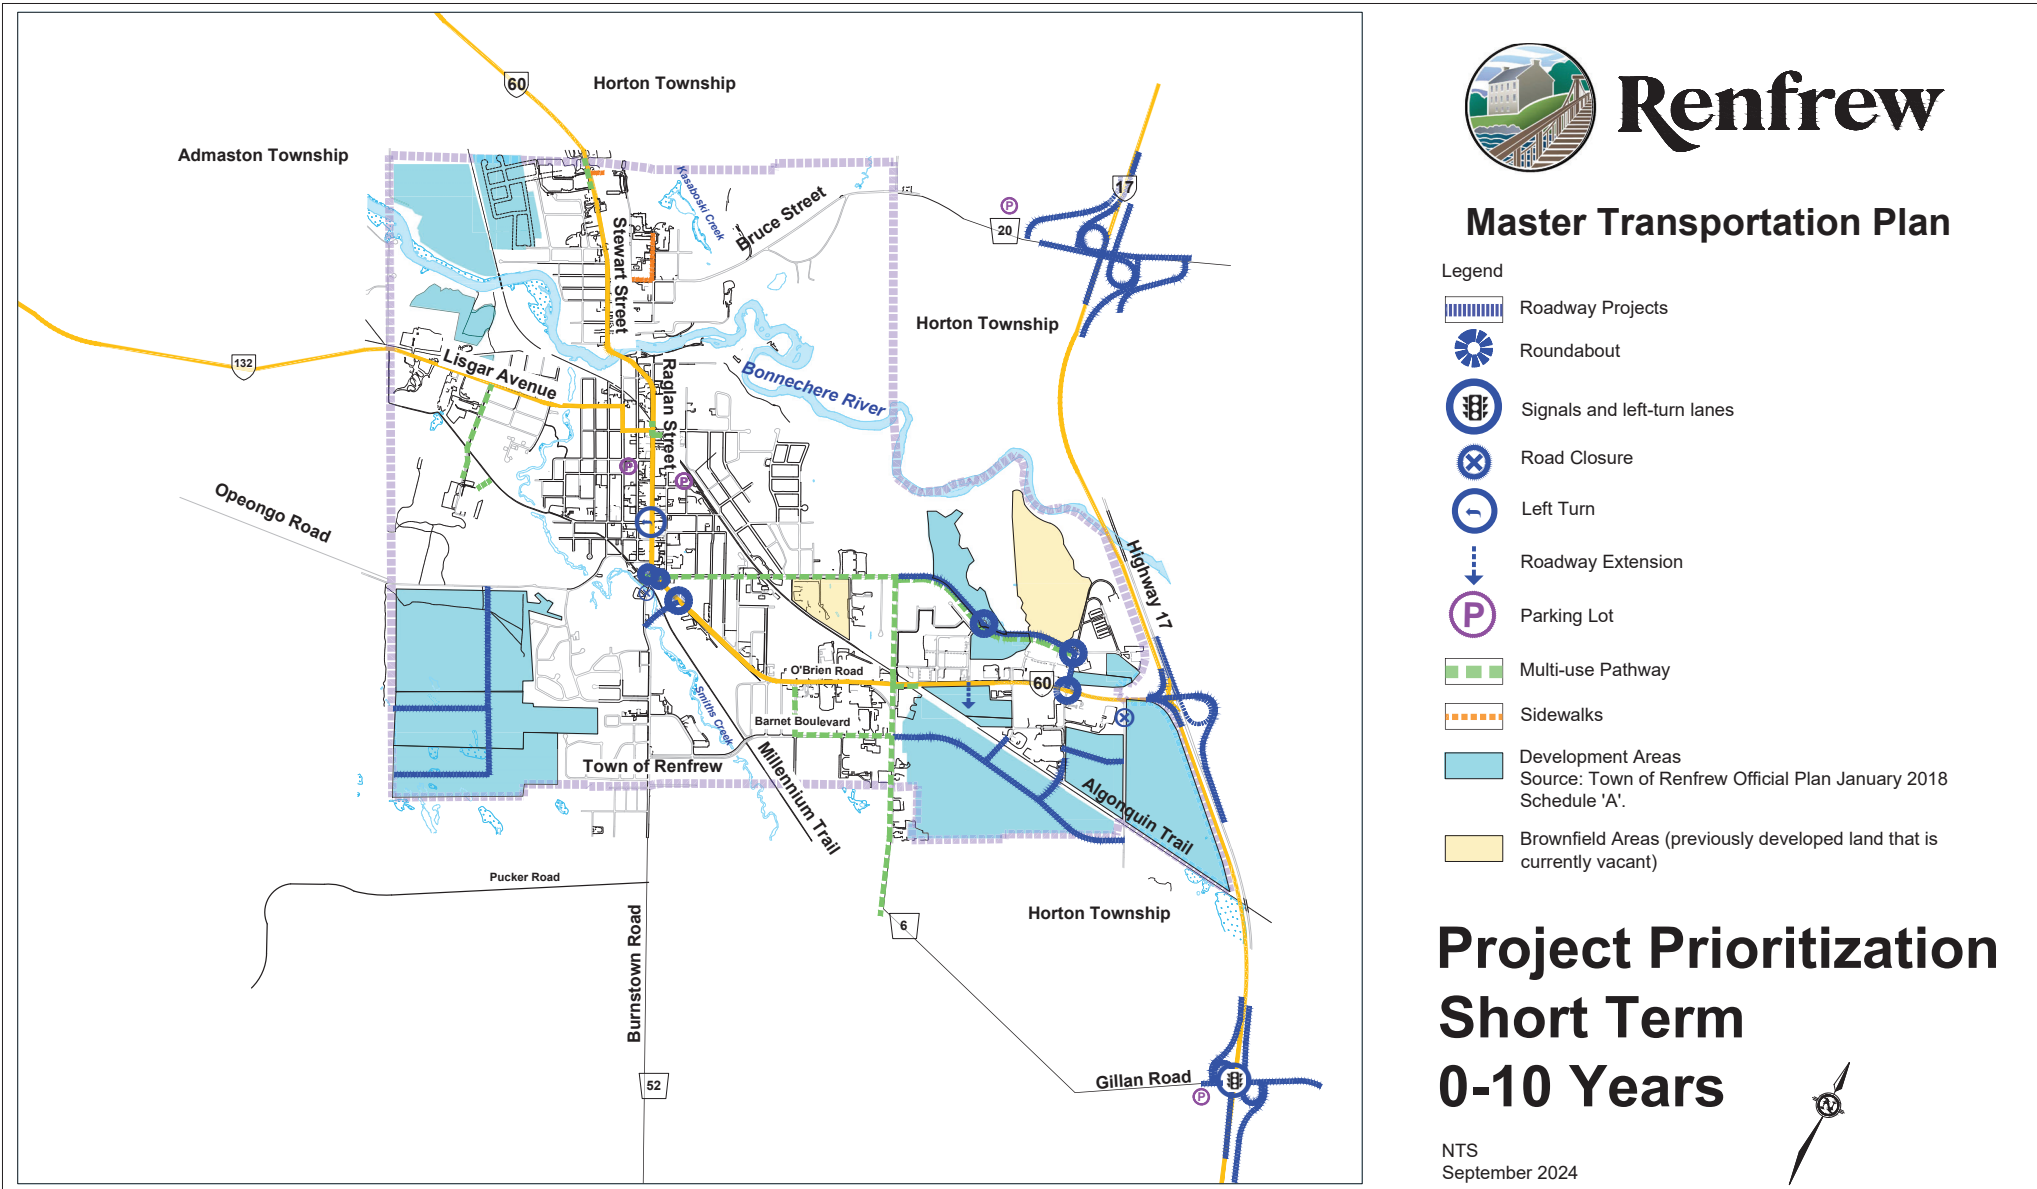 60
Horton Township
Admaston Township
Kasaboski Creek
Bruce Street
Stewart Street
P
20
17
Horton Township
132
Lisgar Avenue
Raglan Street
Bonnechere River
P
P
Opeongo Road
Highway 17
O'Brien Road
60
Smiths Creek
Barnet Boulevard
Town of Renfrew
Millennium Trail
Algonquin Trail
Pucker Road
Burnstown Road
6
Horton Township
52
Gillan Road
P
Renfrew
Master Transportation Plan
Legend
Roadway Projects
Roundabout
Signals and left-turn lanes
Road Closure
Left Turn
Roadway Extension
P Parking Lot
Multi-use Pathway
Sidewalks
Development Areas
Source: Town of Renfrew Official Plan January 2018
Schedule 'A'.
Brownfield Areas (previously developed land that is
currently vacant)
Project Prioritization
Short Term
0-10 Years
N
NTS
September 2024